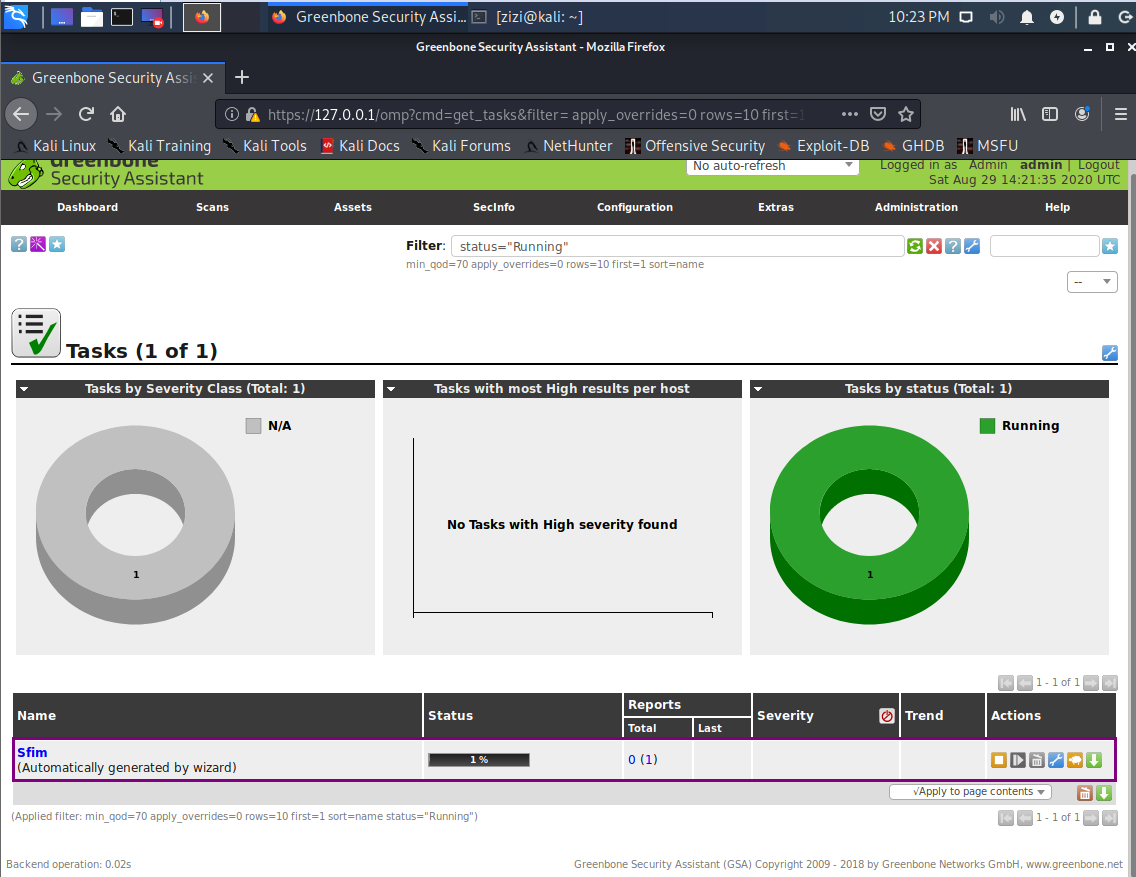 Greenbone Security Assi...
[zizi@kali: ~]
10:23 PM
Greenbone Security Assistant - Mozilla Firefox
Greenbone Security Assi
https://127.0.0.1/omp?cmd=get_tasks&filter= apply_overrides=0 rows=10 first=1
Kali Linux Kali Training Kali Tools Kali Docs Kali Forums NetHunter Offensive Security Exploit-DB GHDB MSFU
greenbone
Security Assistant
No auto-refresh
Logged in as Admin admin | Logout
Sat Aug 29 14:21:35 2020 UTC
Dashboard Scans Assets SecInfo Configuration Extras Administration Help
Filter: status="Running"
min_qod=70 apply_overrides=0 rows=10 first=1 sort=name
--
Tasks (1 of 1)
Tasks by Severity Class (Total: 1)
N/A
1
Tasks with most High results per host
No Tasks with High severity found
Tasks by status (Total: 1)
Running
1
1 - 1 of 1
Name Status Reports Severity Trend Actions
Total Last
Sfim
(Automatically generated by wizard)
1 %
0 (1)
√Apply to page contents
(Applied filter: min_qod=70 apply_overrides=0 rows=10 first=1 sort=name status="Running")
1 - 1 of 1
Backend operation: 0.02s
Greenbone Security Assistant (GSA) Copyright 2009 - 2018 by Greenbone Networks GmbH, www.greenbone.net